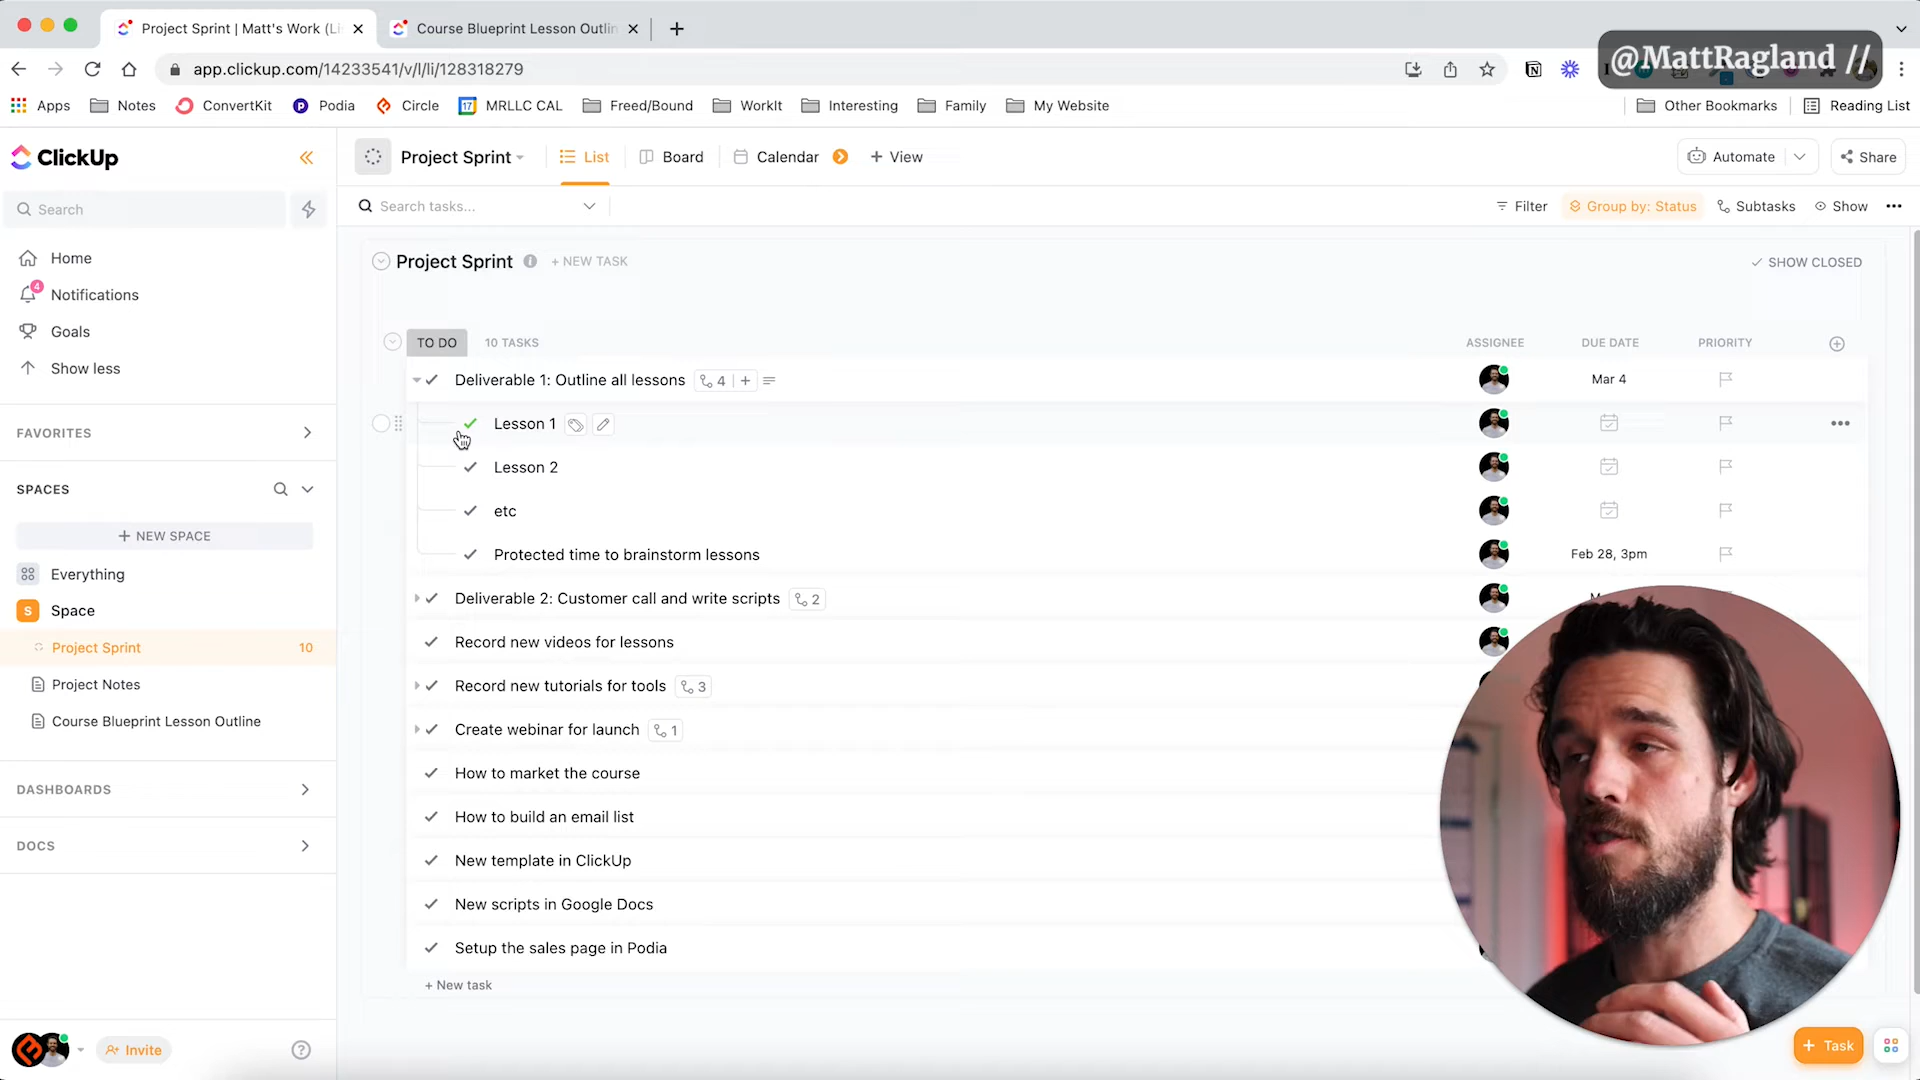 Project Sprint | Matt's Work (Li
Course Blueprint Lesson Outlin
@MattRagland //
app.clickup.com/14233541/v/l/li/128318279
Apps
Notes
ConvertKit
Podia
Circle
17
MRLLC CAL
Freed/Bound
WorkIt
Interesting
Family
My Website
Other Bookmarks
Reading List
ClickUp
Project Sprint
List
Board
Calendar
+ View
Automate
Share
Search
Search tasks...
Filter
Group by: Status
Subtasks
Show
Home
4
Notifications
Goals
Show less
FAVORITES
SPACES
+ NEW SPACE
Everything
S
Space
Project Sprint
10
Project Notes
Course Blueprint Lesson Outline
DASHBOARDS
DOCS
Invite
?
Project Sprint
+ NEW TASK
SHOW CLOSED
TO DO
10 TASKS
ASSIGNEE
DUE DATE
PRIORITY
Deliverable 1: Outline all lessons
4
+
Mar 4
Lesson 1
Lesson 2
etc
Protected time to brainstorm lessons
Feb 28, 3pm
Deliverable 2: Customer call and write scripts
2
Record new videos for lessons
Record new tutorials for tools
3
Create webinar for launch
1
How to market the course
How to build an email list
New template in ClickUp
New scripts in Google Docs
Setup the sales page in Podia
+ New task
+ Task